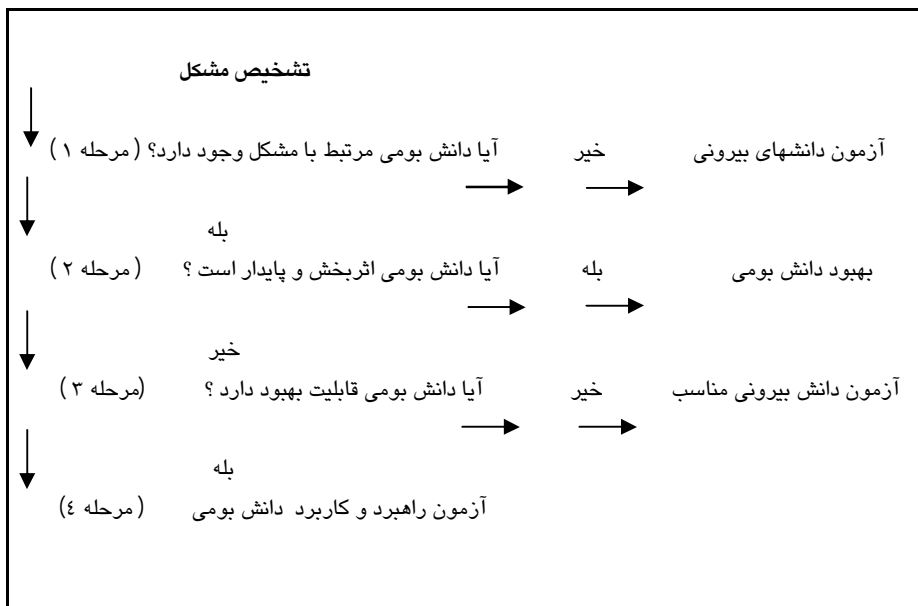 تشخیص مشکل
آیا دانش بومی مرتبط با مشکل وجود دارد؟ ( مرحله ۱ ) خیر آزمون دانشهای بیرونی
بله
آیا دانش بومی اثربخش و پایدار است ؟ ( مرحله ۲ ) بله بهبود دانش بومی
خیر
آیا دانش بومی قابلیت بهبود دارد ؟ (مرحله ۳ ) خیر آزمون دانش بیرونی مناسب
بله
آزمون راهبرد و کاربرد دانش بومی ( مرحله ٤)